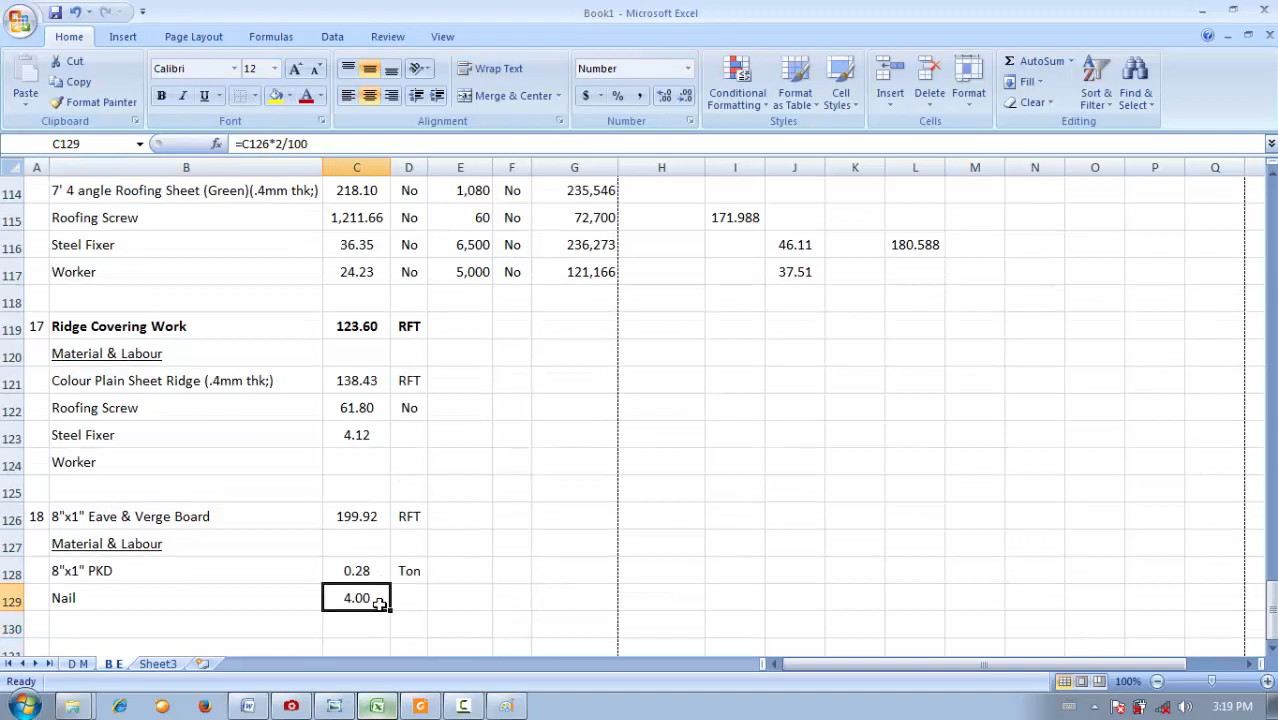 Book1 - Microsoft Excel
Home Insert Page Layout Formulas Data Review View
Cut
Copy
Format Painter
Paste
Clipboard
Calibri 12
B I U
Font
Wrap Text
Merge & Center
Alignment
Number
$ % ,
Number
Conditional Formatting
Format as Table
Cell Styles
Styles
Insert Delete Format
Cells
AutoSum
Fill
Clear
Sort & Filter
Find & Select
Editing
C129 fx =C126*2/100
A B C D E F G H I J K L M N O P Q
114 7' 4 angle Roofing Sheet (Green)(.4mm thk;) 218.10 No 1,080 No 235,546
115 Roofing Screw 1,211.66 No 60 No 72,700 171.988
116 Steel Fixer 36.35 No 6,500 No 236,273 46.11 180.588
117 Worker 24.23 No 5,000 No 121,166 37.51
118
119 17 Ridge Covering Work 123.60 RFT
120 Material & Labour
121 Colour Plain Sheet Ridge (.4mm thk;) 138.43 RFT
122 Roofing Screw 61.80 No
123 Steel Fixer 4.12
124 Worker
125
126 18 8"x1" Eave & Verge Board 199.92 RFT
127 Material & Labour
128 8"x1" PKD 0.28 Ton
129 Nail 4.00
130
131
D M B E Sheet3
Ready 100%
3:19 PM